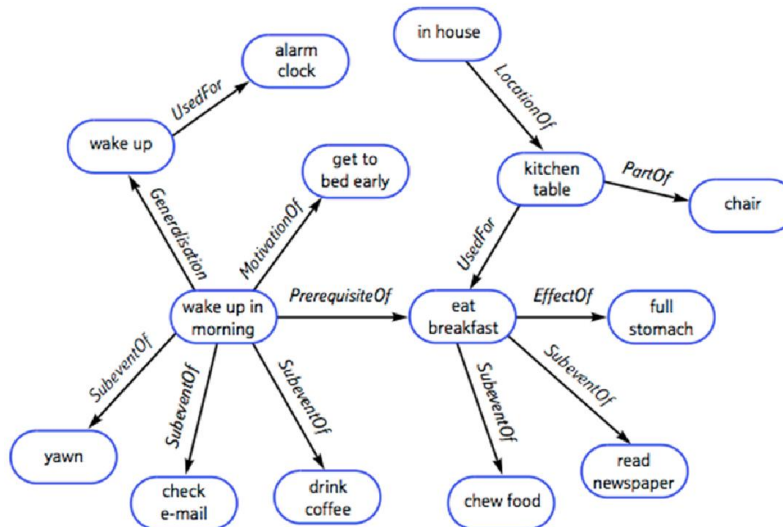 in house
alarm
clock
UsedFor
LocationOf
wake up
get to
bed early
kitchen
table
PartOf
chair
Generalisation
MotivationOf
UsedFor
wake up in
morning
PrerequisiteOf
eat
breakfast
EffectOf
full
stomach
SubeventOf
SubeventOf
SubeventOf
SubeventOf
SubeventOf
yawn
check
e-mail
drink
coffee
chew food
read
newspaper